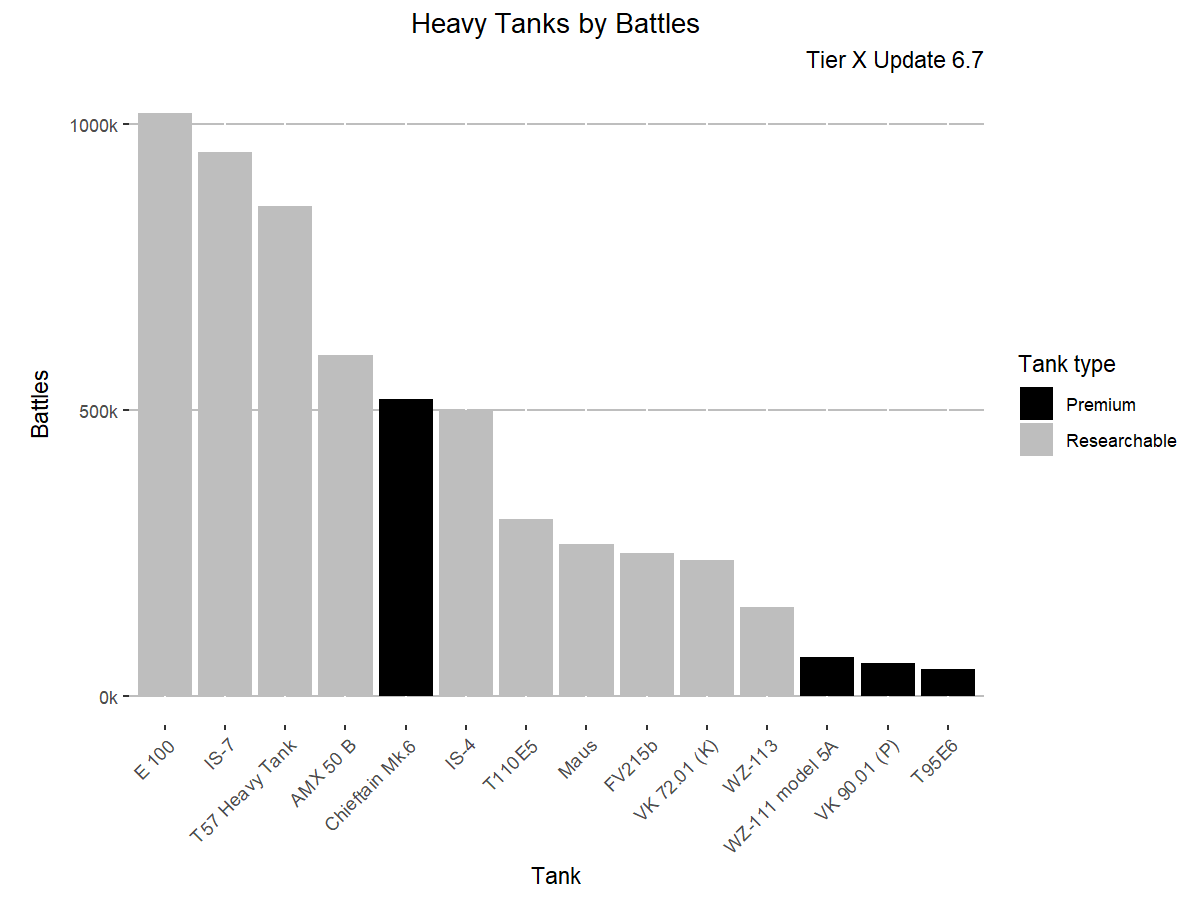 Heavy Tanks by Battles
Tier X Update 6.7
1000k
500k
0k
Battles
E 100
IS-7
T57 Heavy Tank
AMX 50 B
Chieftain Mk.6
IS-4
T110E5
Maus
FV215b
VK 72.01 (K)
WZ-113
WZ-111 model 5A
VK 90.01 (P)
T95E6
Tank
Tank type
Premium
Researchable